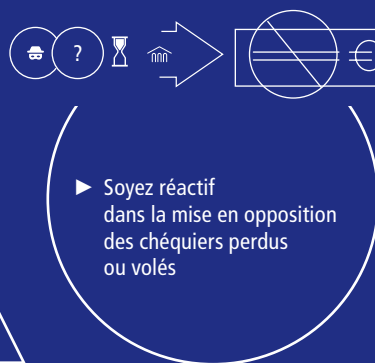 ?
► Soyez réactif
dans la mise en opposition
des chéquiers perdus
ou volés